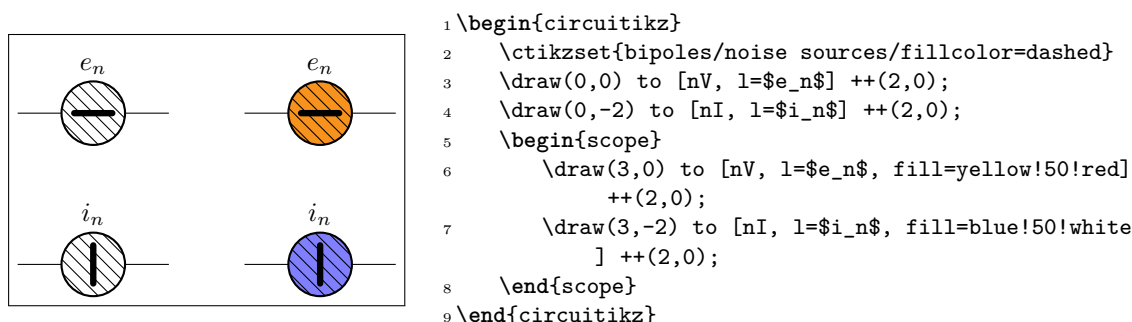 e_n e_n
i_n i_n
1 \begin{circuitikz}
2 \ctikzset{bipoles/noise sources/fillcolor=dashed}
3 \draw(0,0) to [nV, l=$e_n$] ++(2,0);
4 \draw(0,-2) to [nI, l=$i_n$] ++(2,0);
5 \begin{scope}
6 \draw(3,0) to [nV, l=$e_n$, fill=yellow!50!red]
++(2,0);
7 \draw(3,-2) to [nI, l=$i_n$, fill=blue!50!white
] ++(2,0);
8 \end{scope}
9 \end{circuitikz}